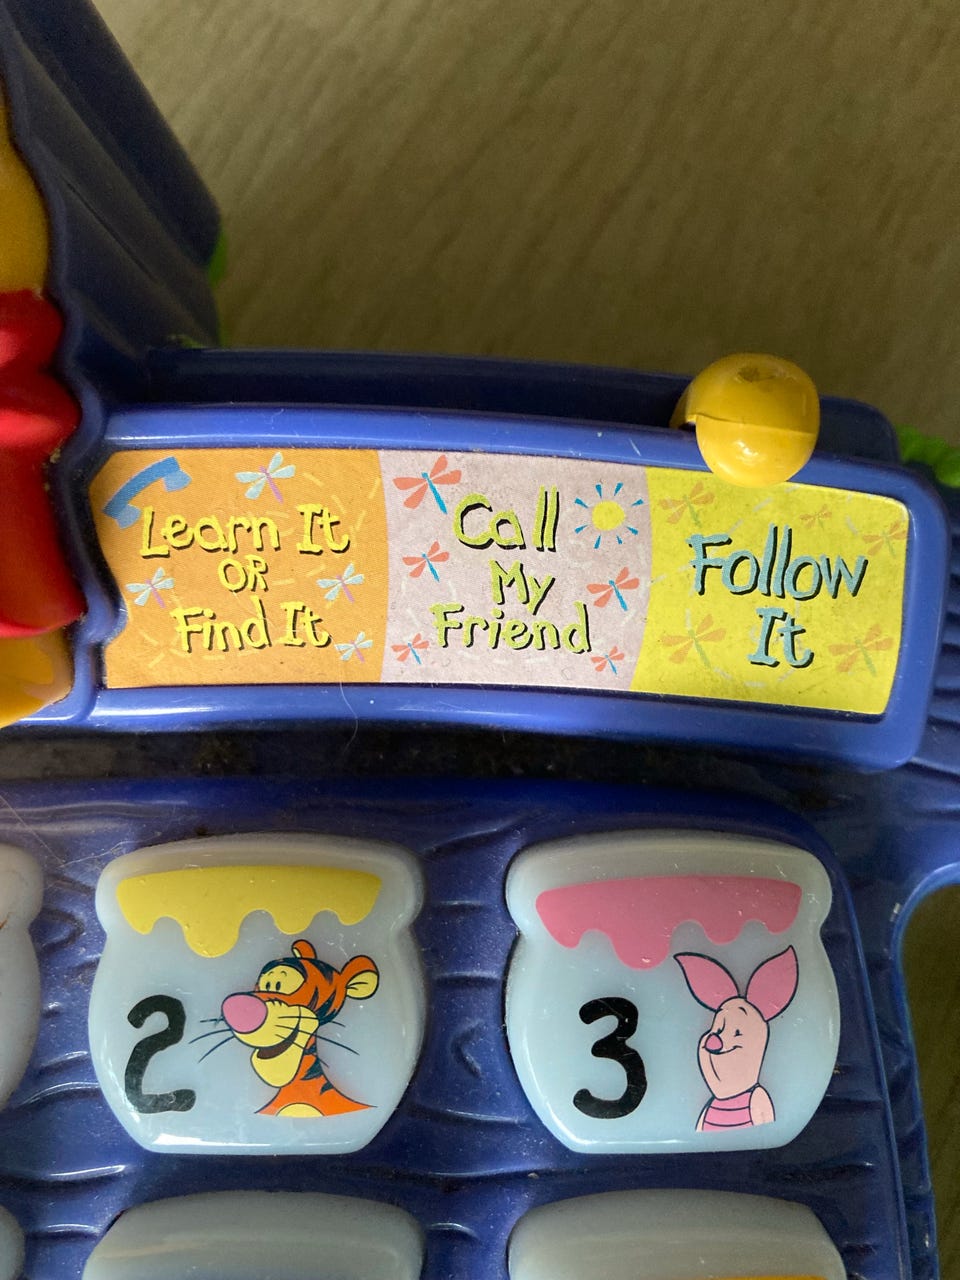 Learn It
OR
Find It
Call
My
Friend
Follow
It
2
3